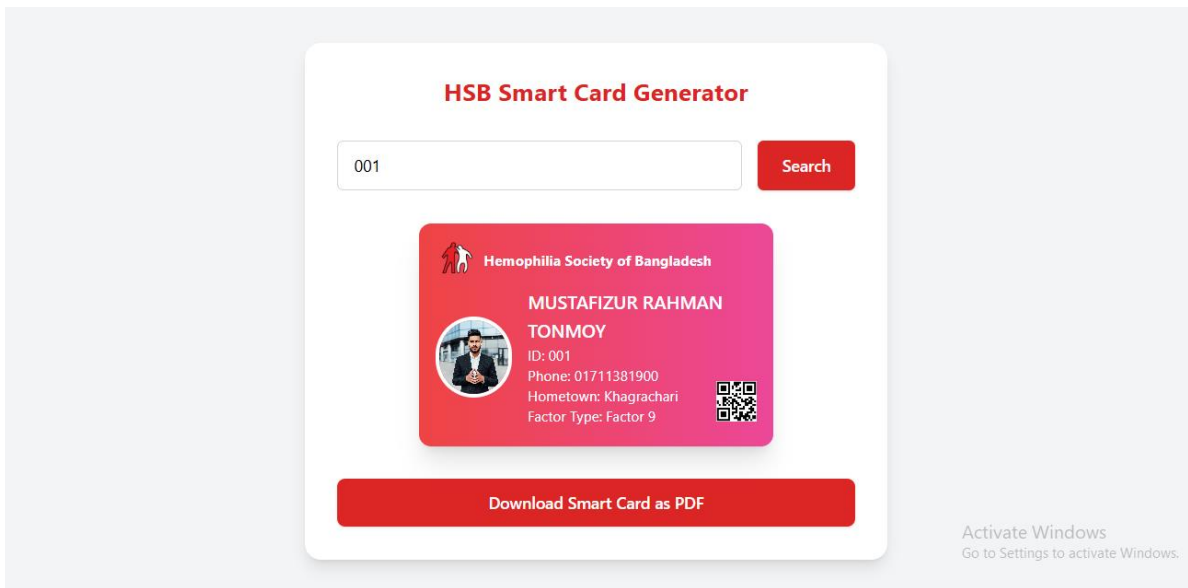 HSB Smart Card Generator
001
Search
Hemophilia Society of Bangladesh
MUSTAFIZUR RAHMAN
TONMOY
ID: 001
Phone: 01711381900
Hometown: Khagrachari
Factor Type: Factor 9
Download Smart Card as PDF
Activate Windows
Go to Settings to activate Windows.